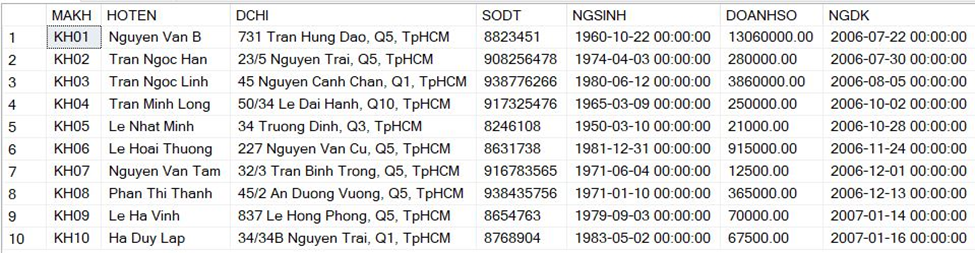 MAKH HOTEN DCHI SODT NGSINH DOANHSO NGDK
1 KH01 Nguyen Van B 731 Tran Hung Dao, Q5, TpHCM 8823451 1960-10-22 00:00:00 13060000.00 2006-07-22 00:00:00
2 KH02 Tran Ngoc Han 23/5 Nguyen Trai, Q5, TpHCM 908256478 1974-04-03 00:00:00 280000.00 2006-07-30 00:00:00
3 KH03 Tran Ngoc Linh 45 Nguyen Canh Chan, Q1, TpHCM 938776266 1980-06-12 00:00:00 3860000.00 2006-08-05 00:00:00
4 KH04 Tran Minh Long 50/34 Le Dai Hanh, Q10, TpHCM 917325476 1965-03-09 00:00:00 250000.00 2006-10-02 00:00:00
5 KH05 Le Nhat Minh 34 Truong Dinh, Q3, TpHCM 8246108 1950-03-10 00:00:00 21000.00 2006-10-28 00:00:00
6 KH06 Le Hoai Thuong 227 Nguyen Van Cu, Q5, TpHCM 8631738 1981-12-31 00:00:00 915000.00 2006-11-24 00:00:00
7 KH07 Nguyen Van Tam 32/3 Tran Binh Trong, Q5, TpHCM 916783565 1971-06-04 00:00:00 12500.00 2006-12-01 00:00:00
8 KH08 Phan Thi Thanh 45/2 An Duong Vuong, Q5, TpHCM 938435756 1971-01-10 00:00:00 365000.00 2006-12-13 00:00:00
9 KH09 Le Ha Vinh 837 Le Hong Phong, Q5, TpHCM 8654763 1979-09-03 00:00:00 70000.00 2007-01-14 00:00:00
10 KH10 Ha Duy Lap 34/34B Nguyen Trai, Q1, TpHCM 8768904 1983-05-02 00:00:00 67500.00 2007-01-16 00:00:00